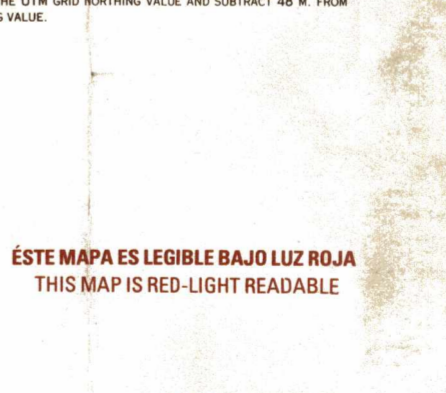 THE UTM GRID NORTHING VALUE AND SUBTRACT 48 M. FROM
VALUE.
ÉSTE MAPA ES LEGIBLE BAJO LUZ ROJA
THIS MAP IS RED-LIGHT READABLE